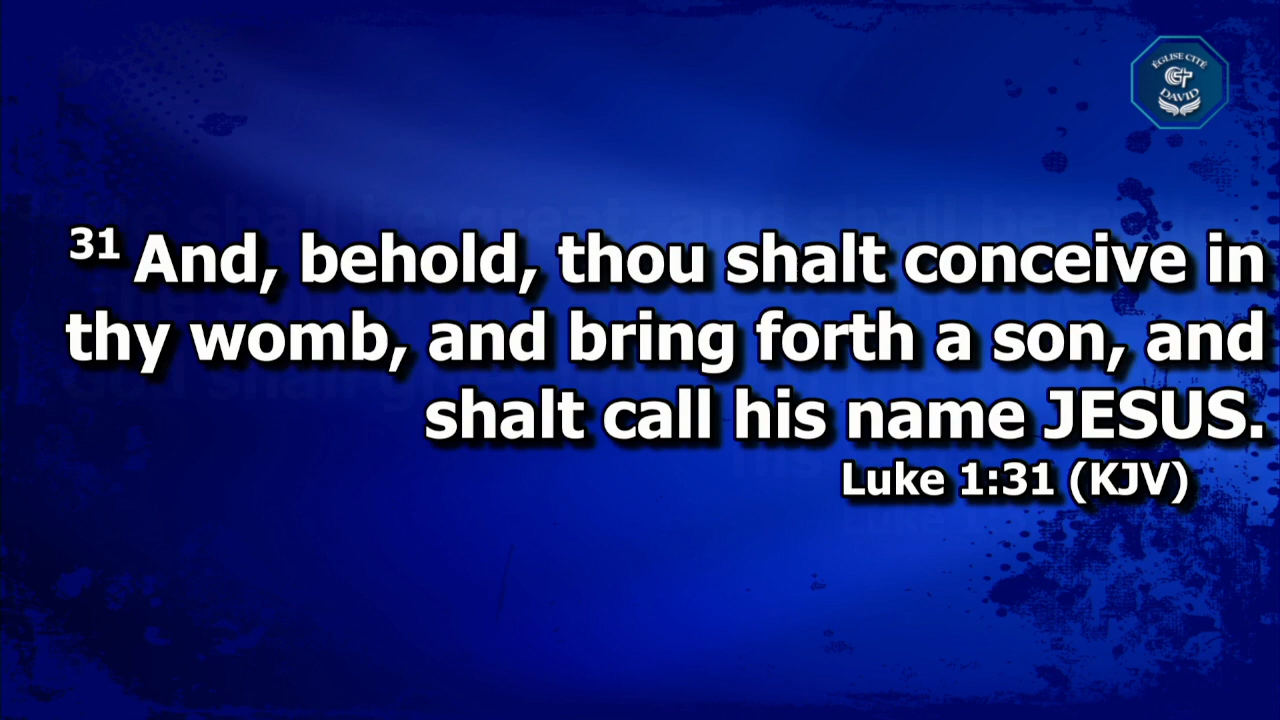 ÉGLISE CITÉ
DAVID
31 And, behold, thou shalt conceive in
thy womb, and bring forth a son, and
shalt call his name JESUS.
Luke 1:31 (KJV)